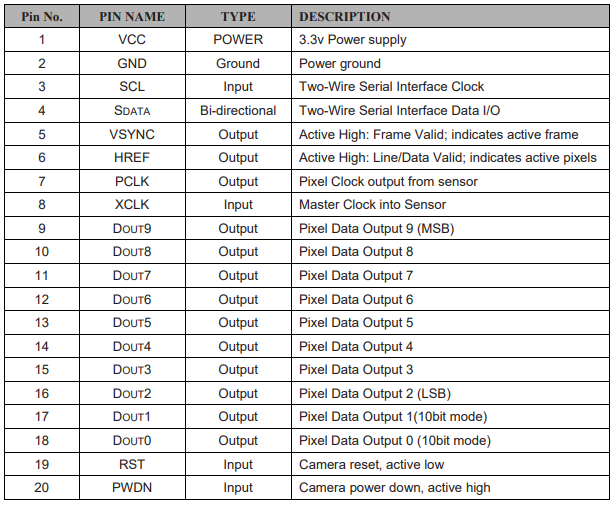 Pin No. PIN NAME TYPE DESCRIPTION
1 VCC POWER 3.3v Power supply
2 GND Ground Power ground
3 SCL Input Two-Wire Serial Interface Clock
4 SDATA Bi-directional Two-Wire Serial Interface Data I/O
5 VSYNC Output Active High: Frame Valid; indicates active frame
6 HREF Output Active High: Line/Data Valid; indicates active pixels
7 PCLK Output Pixel Clock output from sensor
8 XCLK Input Master Clock into Sensor
9 DOUT9 Output Pixel Data Output 9 (MSB)
10 DOUT8 Output Pixel Data Output 8
11 DOUT7 Output Pixel Data Output 7
12 DOUT6 Output Pixel Data Output 6
13 DOUT5 Output Pixel Data Output 5
14 DOUT4 Output Pixel Data Output 4
15 DOUT3 Output Pixel Data Output 3
16 DOUT2 Output Pixel Data Output 2 (LSB)
17 DOUT1 Output Pixel Data Output 1(10bit mode)
18 DOUT0 Output Pixel Data Output 0 (10bit mode)
19 RST Input Camera reset, active low
20 PWDN Input Camera power down, active high